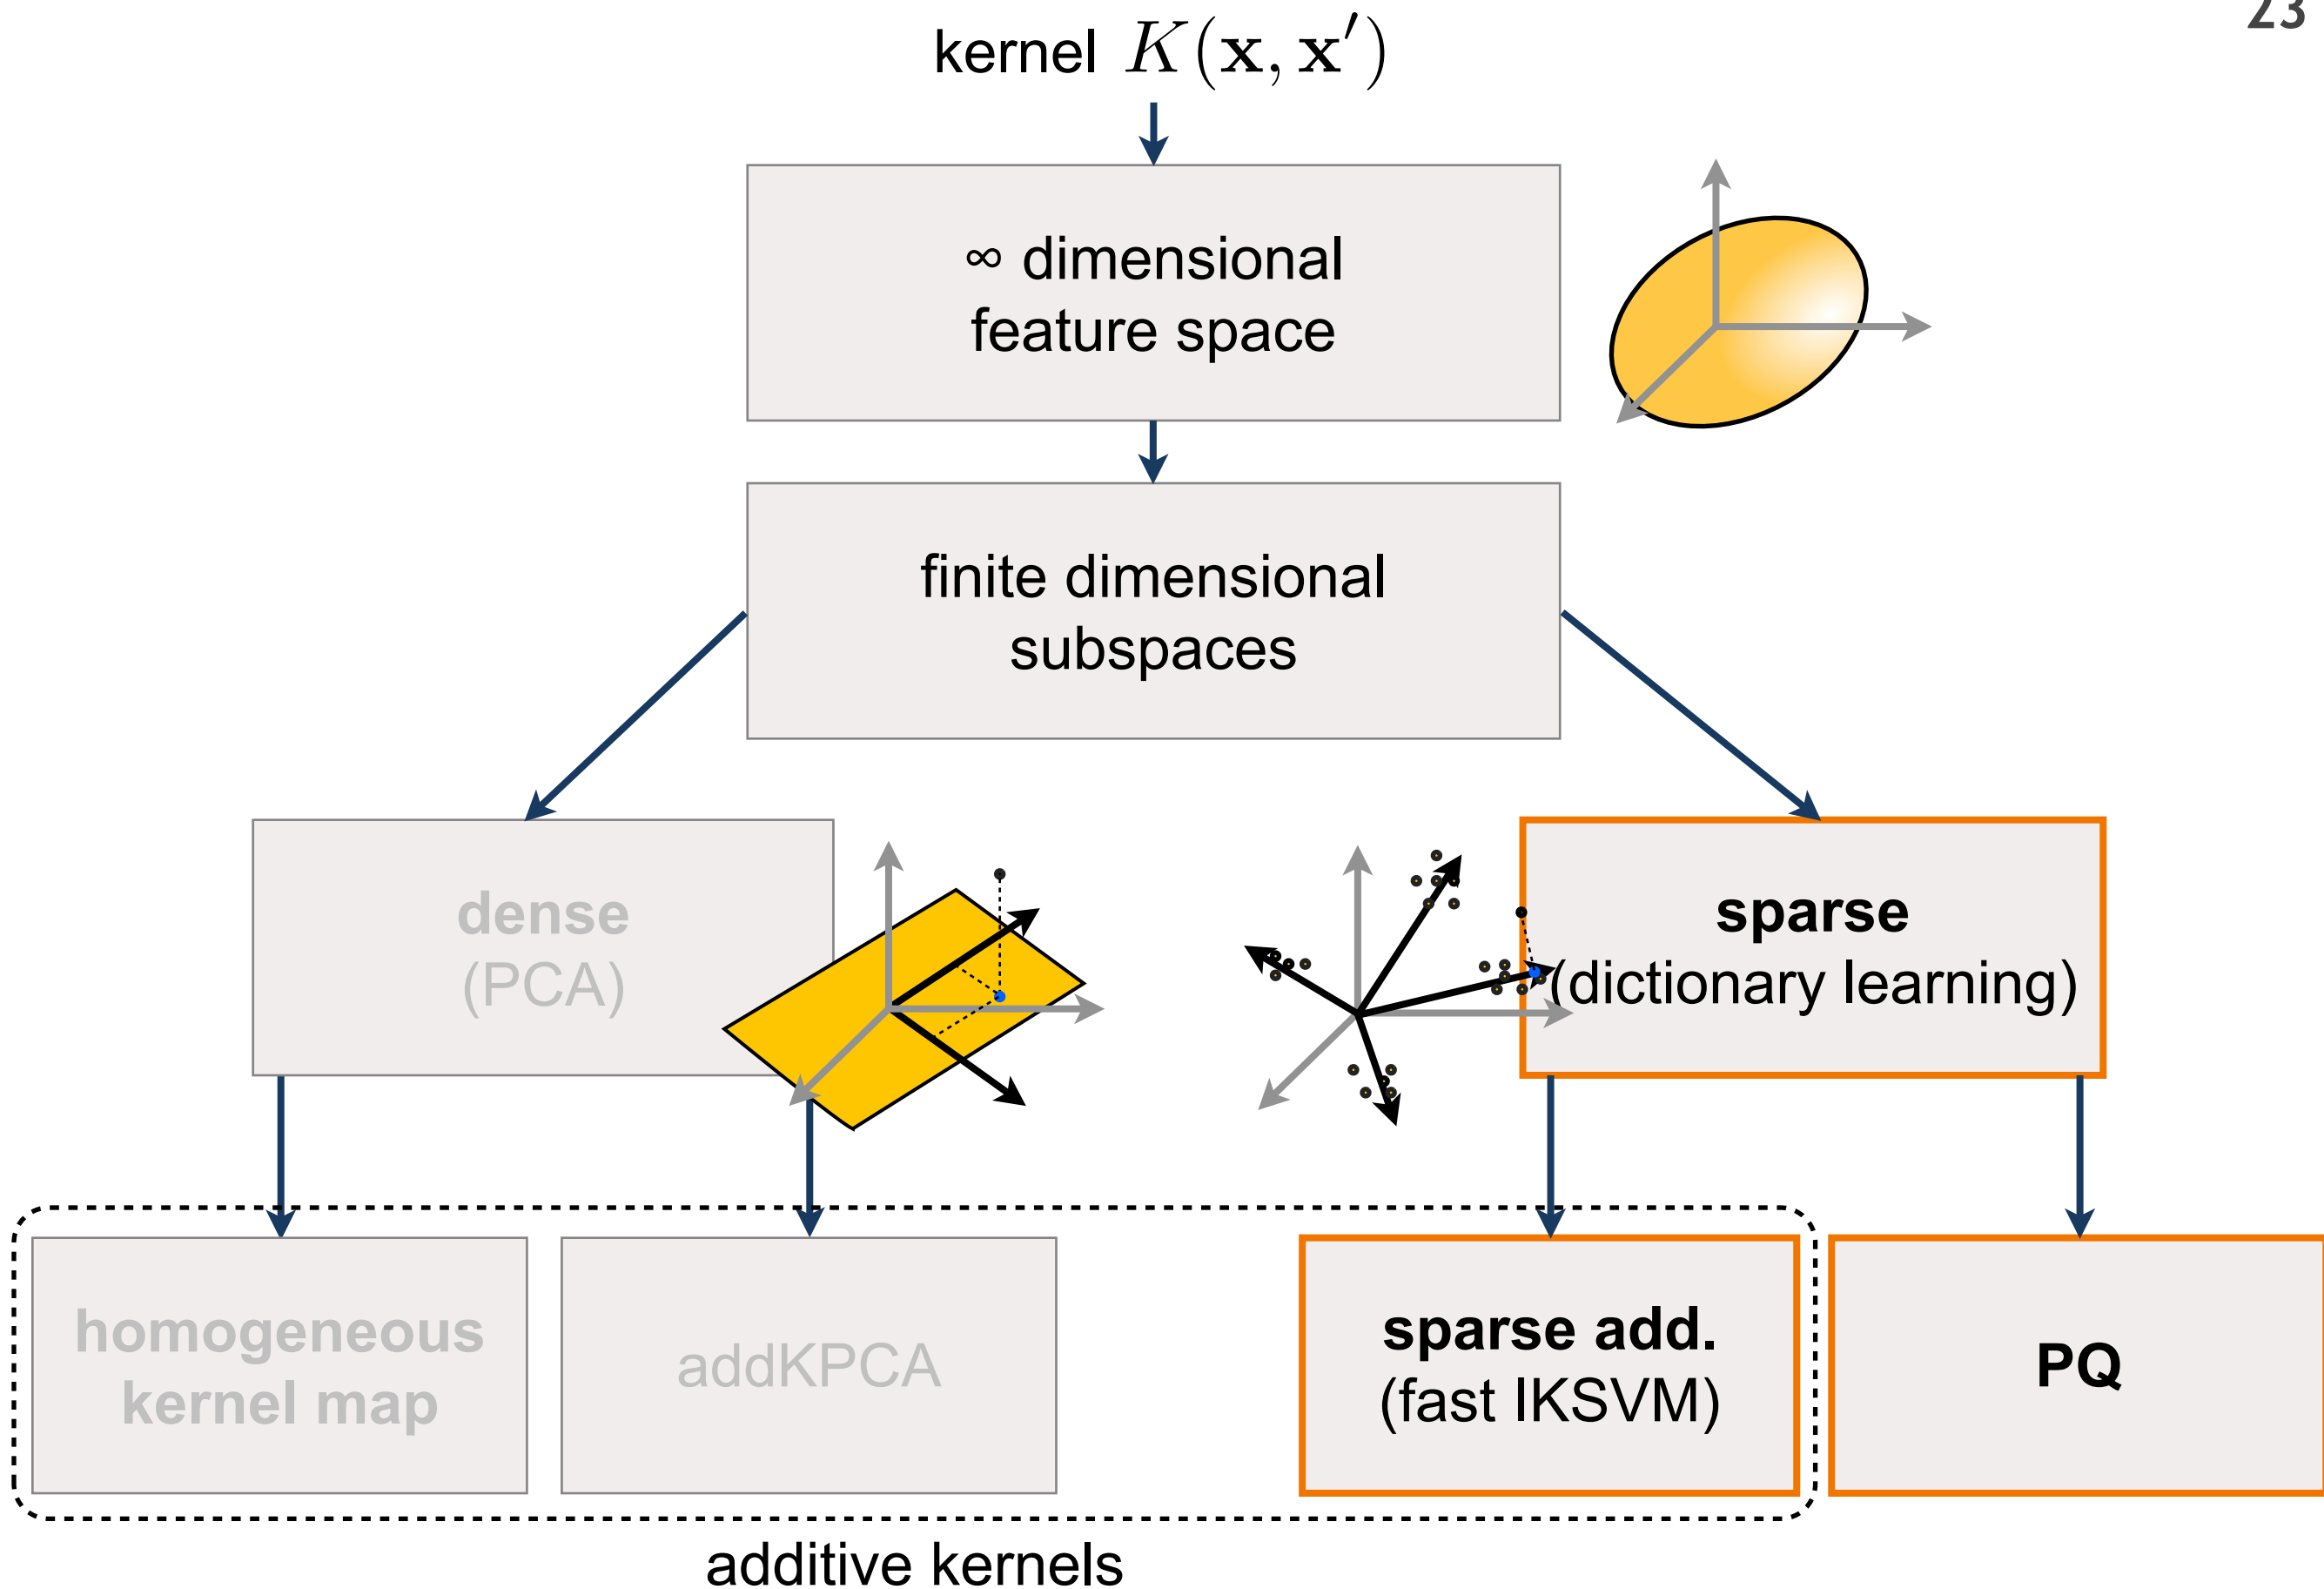 23
kernel K(x, x′)
∞ dimensional
feature space
finite dimensional
subspaces
dense
(PCA)
sparse
(dictionary learning)
homogeneous
kernel map
addKPCA
sparse add.
(fast IKSVM)
PQ
additive kernels